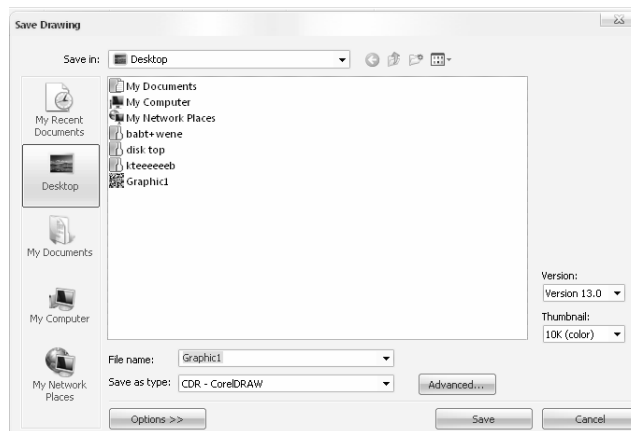 Save Drawing
Save in:
Desktop
My Recent
Documents
Desktop
My Documents
My Computer
My Network
Places
My Documents
My Computer
My Network Places
babt+wene
disk top
kteeeeeb
Graphic1
Version:
Version 13.0
Thumbnail:
10K (color)
File name:
Graphic1
Save as type:
CDR - CorelDRAW
Advanced...
Options >>
Save
Cancel